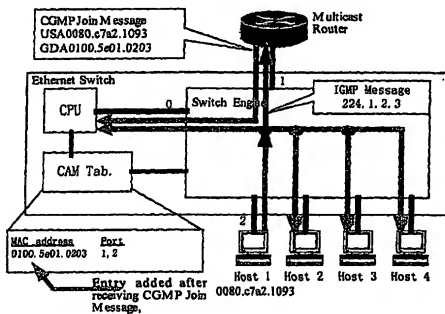 CGMP Join Message
USA0080.c7a2.1093
GDA0100.5e01.0203
Multicast
Router
Ethernet Switch
1
CPU
0
Switch Engine
IGMP Message
224, 1, 2, 3
CAM Tab.
MAC address Port
0100.5e01.0203 1, 2
2
Host 1 Host 2 Host 3 Host 4
0080.c7a2.1093
Entry added after
receiving CGMP Join
Message,